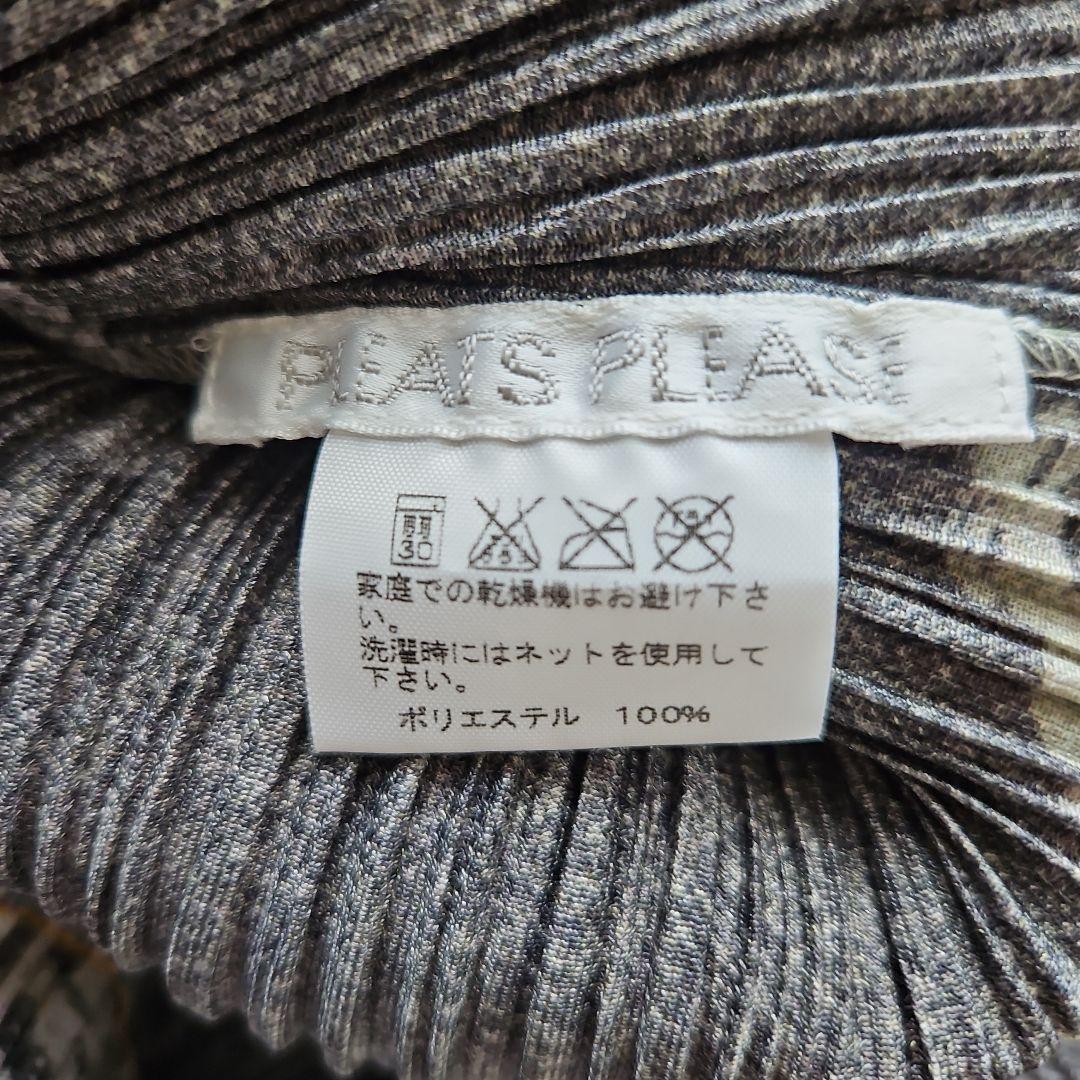 PLEATS PLEASE
30
家庭での乾燥機はお避け下さ
い。
洗濯時にはネットを使用して
下さい。
ポリエステル 100%